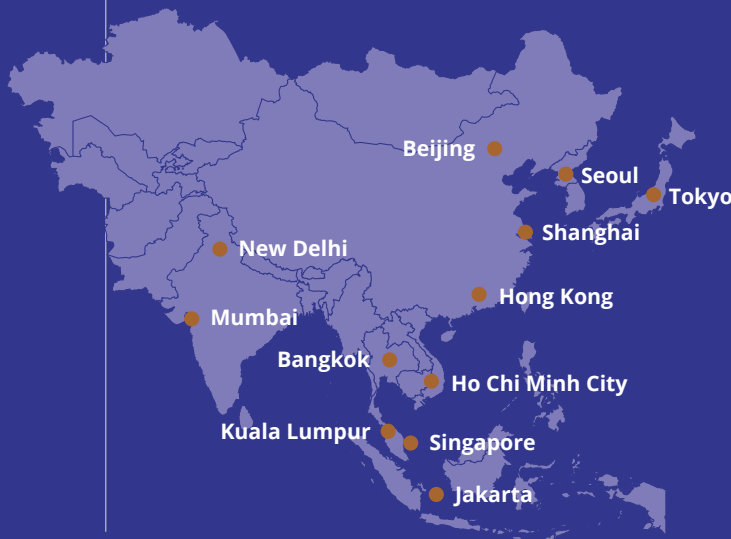 Beijing
Seoul
Tokyo
Shanghai
New Delhi
Hong Kong
Mumbai
Bangkok
Ho Chi Minh City
Kuala Lumpur
Singapore
Jakarta